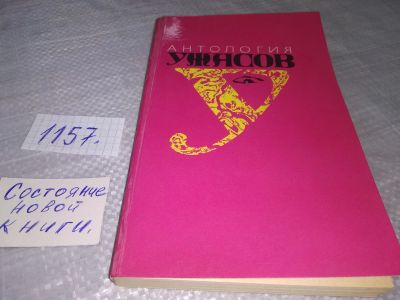 АНТОЛОГИЯ
УЖАСОВ
1157.
Состояние
новой
книги.